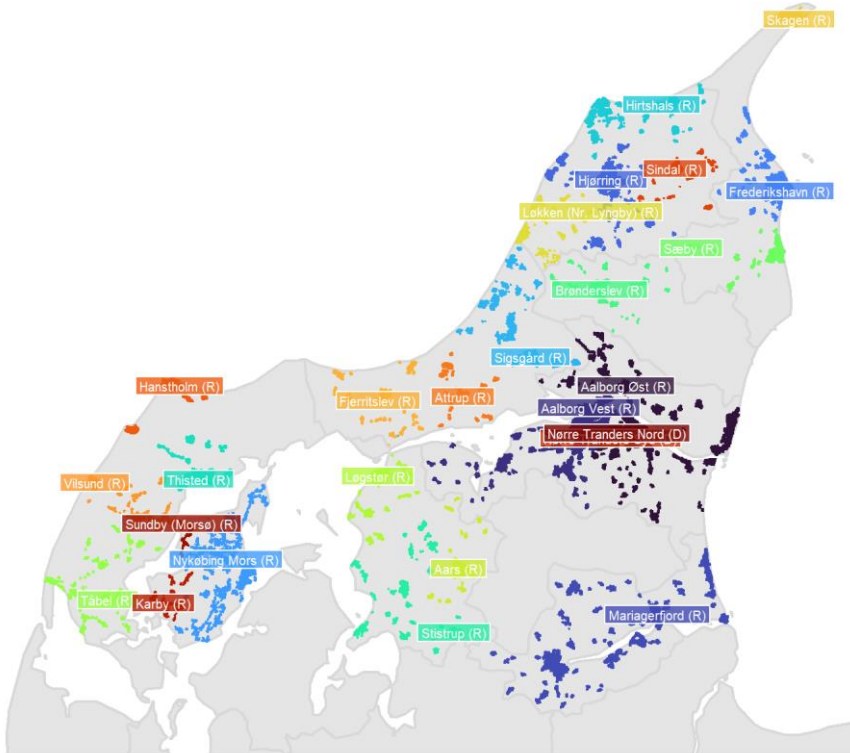 Skagen (R)
Hirtshals (R)
Sindal (R)
Hjørring (R)
Frederikshavn (R)
Løkken (Nr. Lyngby) (R)
Sæby (R)
Brønderslev (R)
Sigsgård (R)
Hanstholm (R)
Aalborg Øst (R)
Fjerritslev (R)
Attrup (R)
Aalborg Vest (R)
Nørre Tranders Nord (D)
Thisted (R)
Løgstør (R)
Vilsund (R)
Sundby (Morsø) (R)
Nykøbing Mors (R)
Aars (R)
Tåbel (R)
Karby (R)
Mariagerfjord (R)
Stistrup (R)